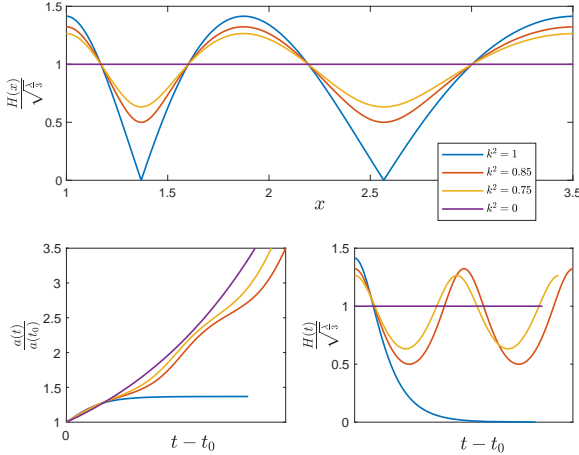 1.5
1
0.5
0
H(x)
√Λ/3
1
1.5
2
2.5
3
3.5
x
k² = 1
k² = 0.85
k² = 0.75
k² = 0
3.5
3
2.5
2
1.5
1
a(t)
a(t₀)
0
t − t₀
1.5
1
0.5
0
H(t)
√Λ/3
t − t₀